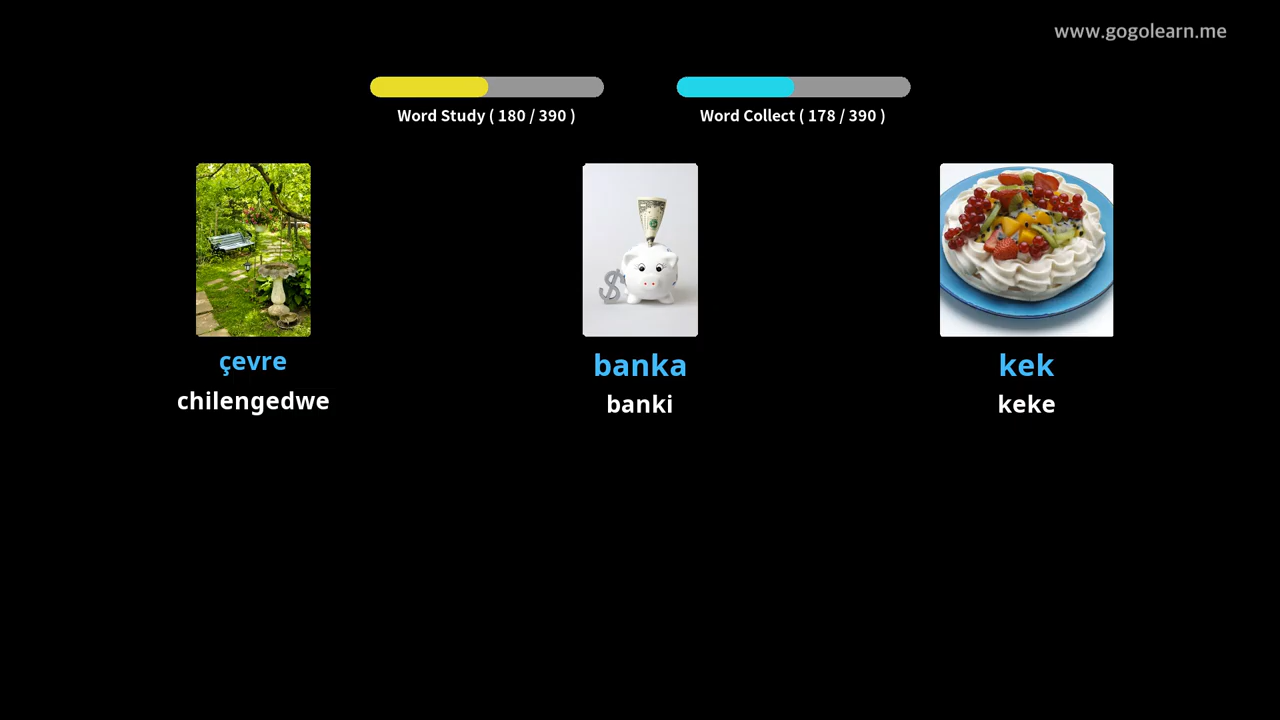 www.gogolearn.me
Word Study ( 180 / 390 )
Word Collect ( 178 / 390 )
çevre
chilengedwe
banka
banki
kek
keke